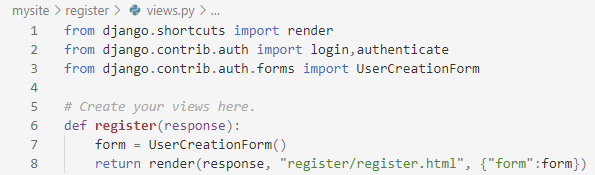 mysite > register > views.py > ...
1 from django.shortcuts import render
2 from django.contrib.auth import login,authenticate
3 from django.contrib.auth.forms import UserCreationForm
4
5 # Create your views here.
6 def register(response):
7     form = UserCreationForm()
8     return render(response, "register/register.html", {"form":form})